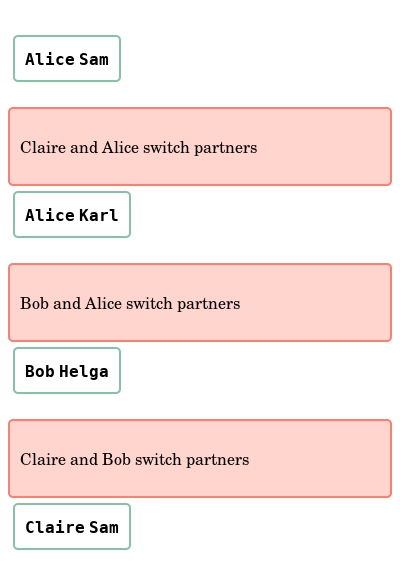 Alice Sam
Claire and Alice switch partners
Alice Karl
Bob and Alice switch partners
Bob Helga
Claire and Bob switch partners
Claire Sam